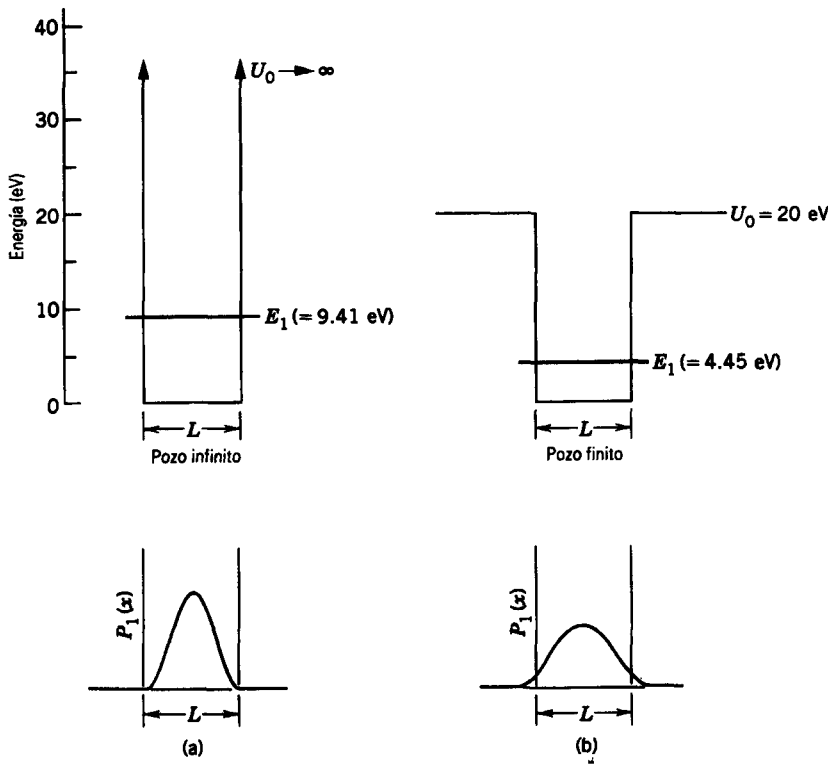 40
30
20
10
0
Energía (eV)
U₀ → ∞
E₁ (= 9.41 eV)
L
Pozo infinito
U₀ = 20 eV
E₁ (= 4.45 eV)
L
Pozo finito
P₁(x)
L
(a)
P₁(x)
L
(b)